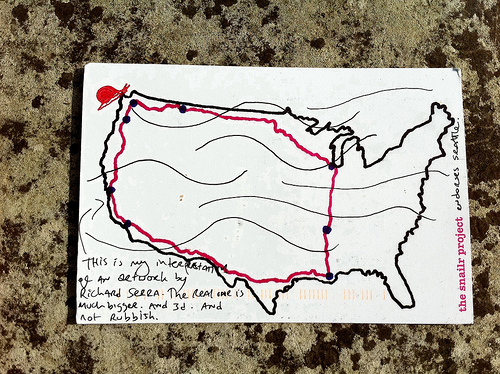 This is my interpretation
of an artwork by
Richard Serra. The real one is
much bigger. And 3d. And
not Rubbish.
the snailr project endorses seattle.